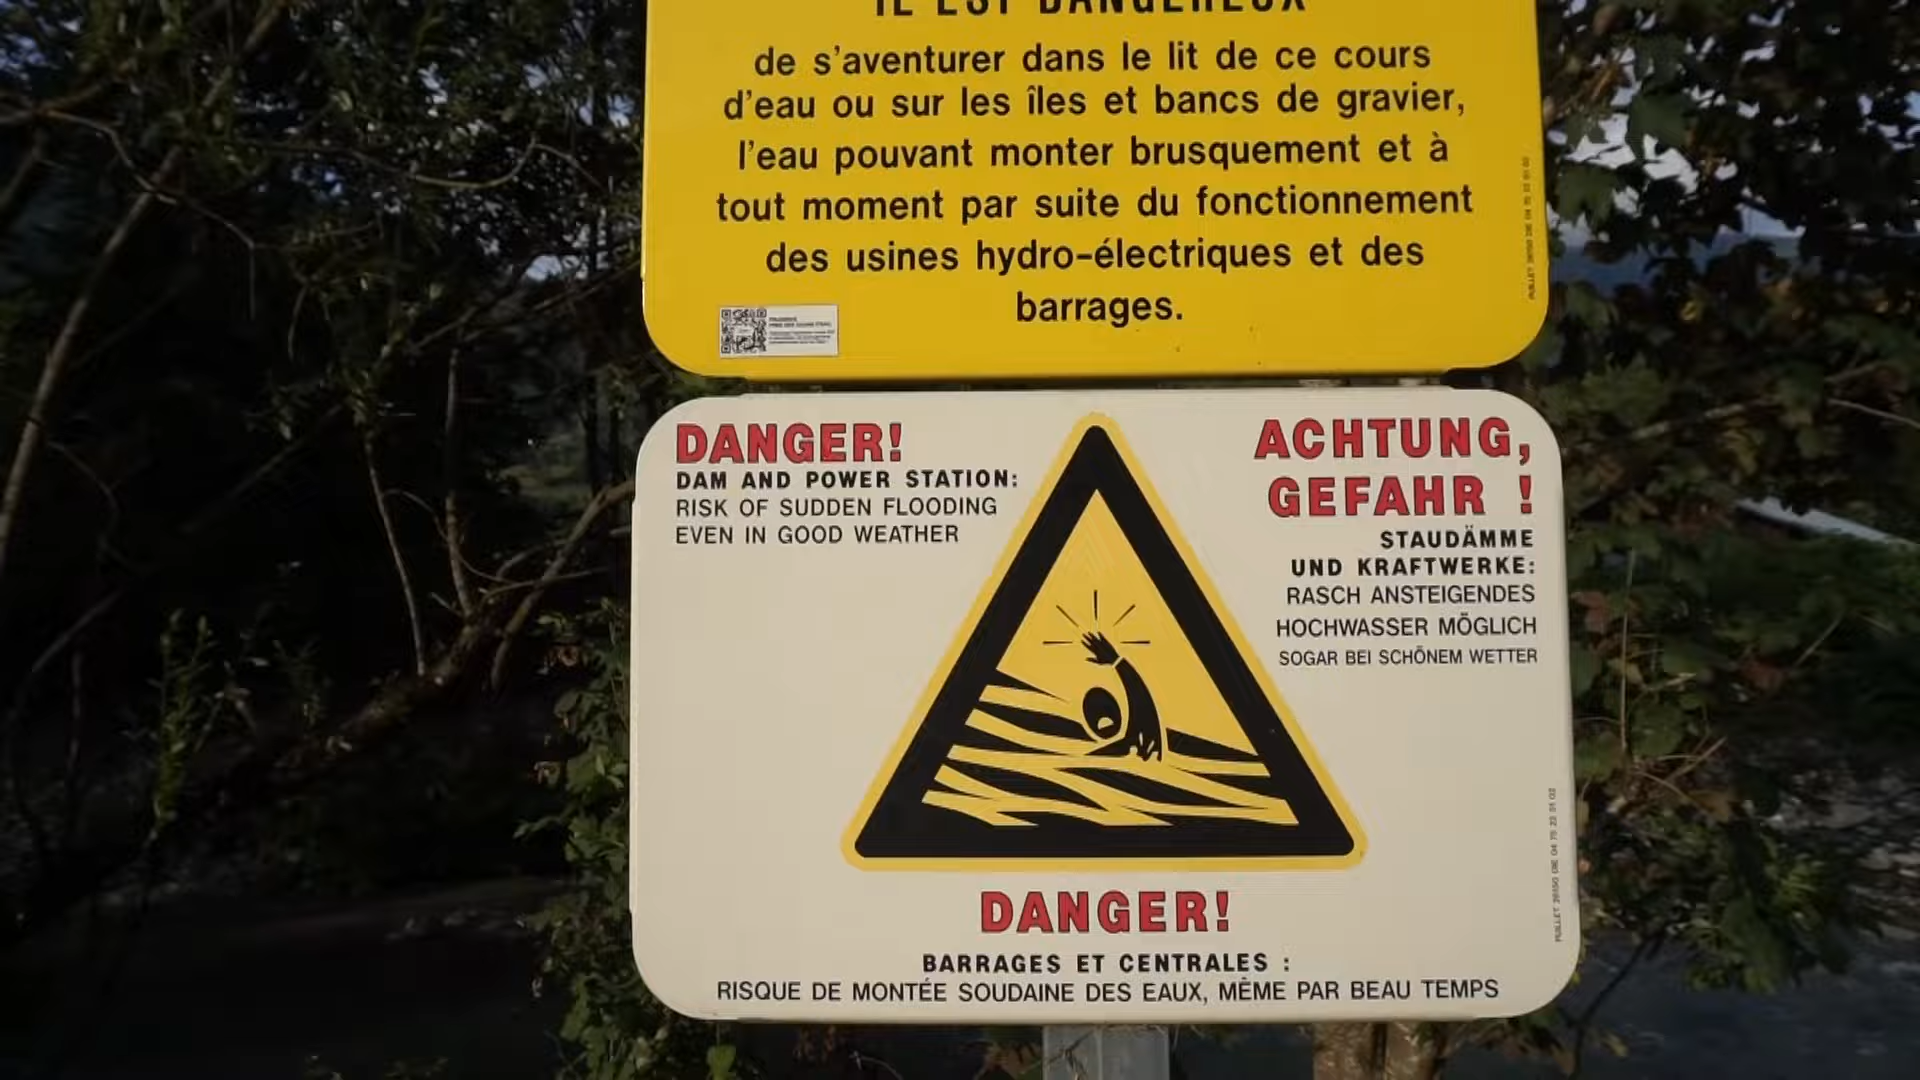 IL EST DANGEREUX
de s'aventurer dans le lit de ce cours
d'eau ou sur les îles et bancs de gravier,
l'eau pouvant monter brusquement et à
tout moment par suite du fonctionnement
des usines hydro-électriques et des
barrages.
DANGER!
DAM AND POWER STATION:
RISK OF SUDDEN FLOODING
EVEN IN GOOD WEATHER
ACHTUNG,
GEFAHR !
STAUDÄMME
UND KRAFTWERKE:
RASCH ANSTEIGENDES
HOCHWASSER MÖGLICH
SOGAR BEI SCHÖNEM WETTER
DANGER!
BARRAGES ET CENTRALES :
RISQUE DE MONTÉE SOUDAINE DES EAUX, MÊME PAR BEAU TEMPS